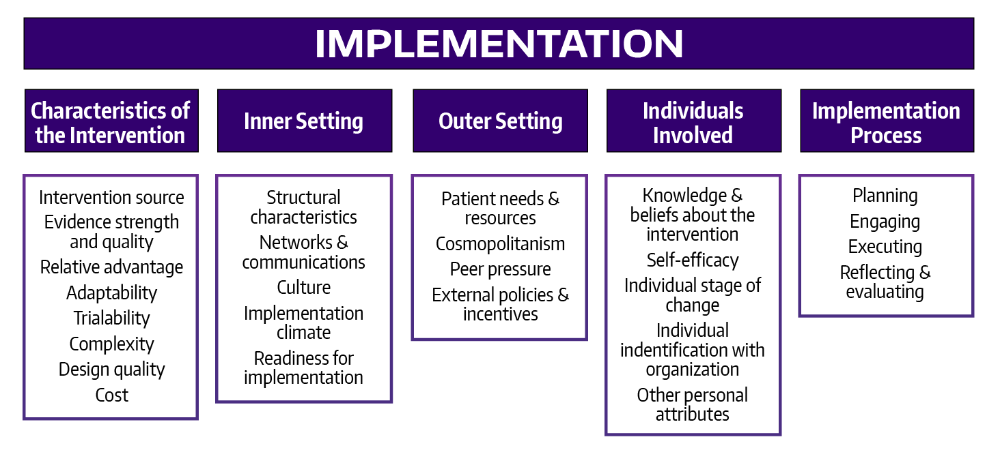 IMPLEMENTATION
Characteristics of
the Intervention
Intervention source
Evidence strength
and quality
Relative advantage
Adaptability
Trialability
Complexity
Design quality
Cost
Inner Setting
Structural
characteristics
Networks &
communications
Culture
Implementation
climate
Readiness for
implementation
Outer Setting
Patient needs &
resources
Cosmopolitanism
Peer pressure
External policies &
incentives
Individuals
Involved
Knowledge &
beliefs about the
intervention
Self-efficacy
Individual stage of
change
Individual
indentification with
organization
Other personal
attributes
Implementation
Process
Planning
Engaging
Executing
Reflecting &
evaluating